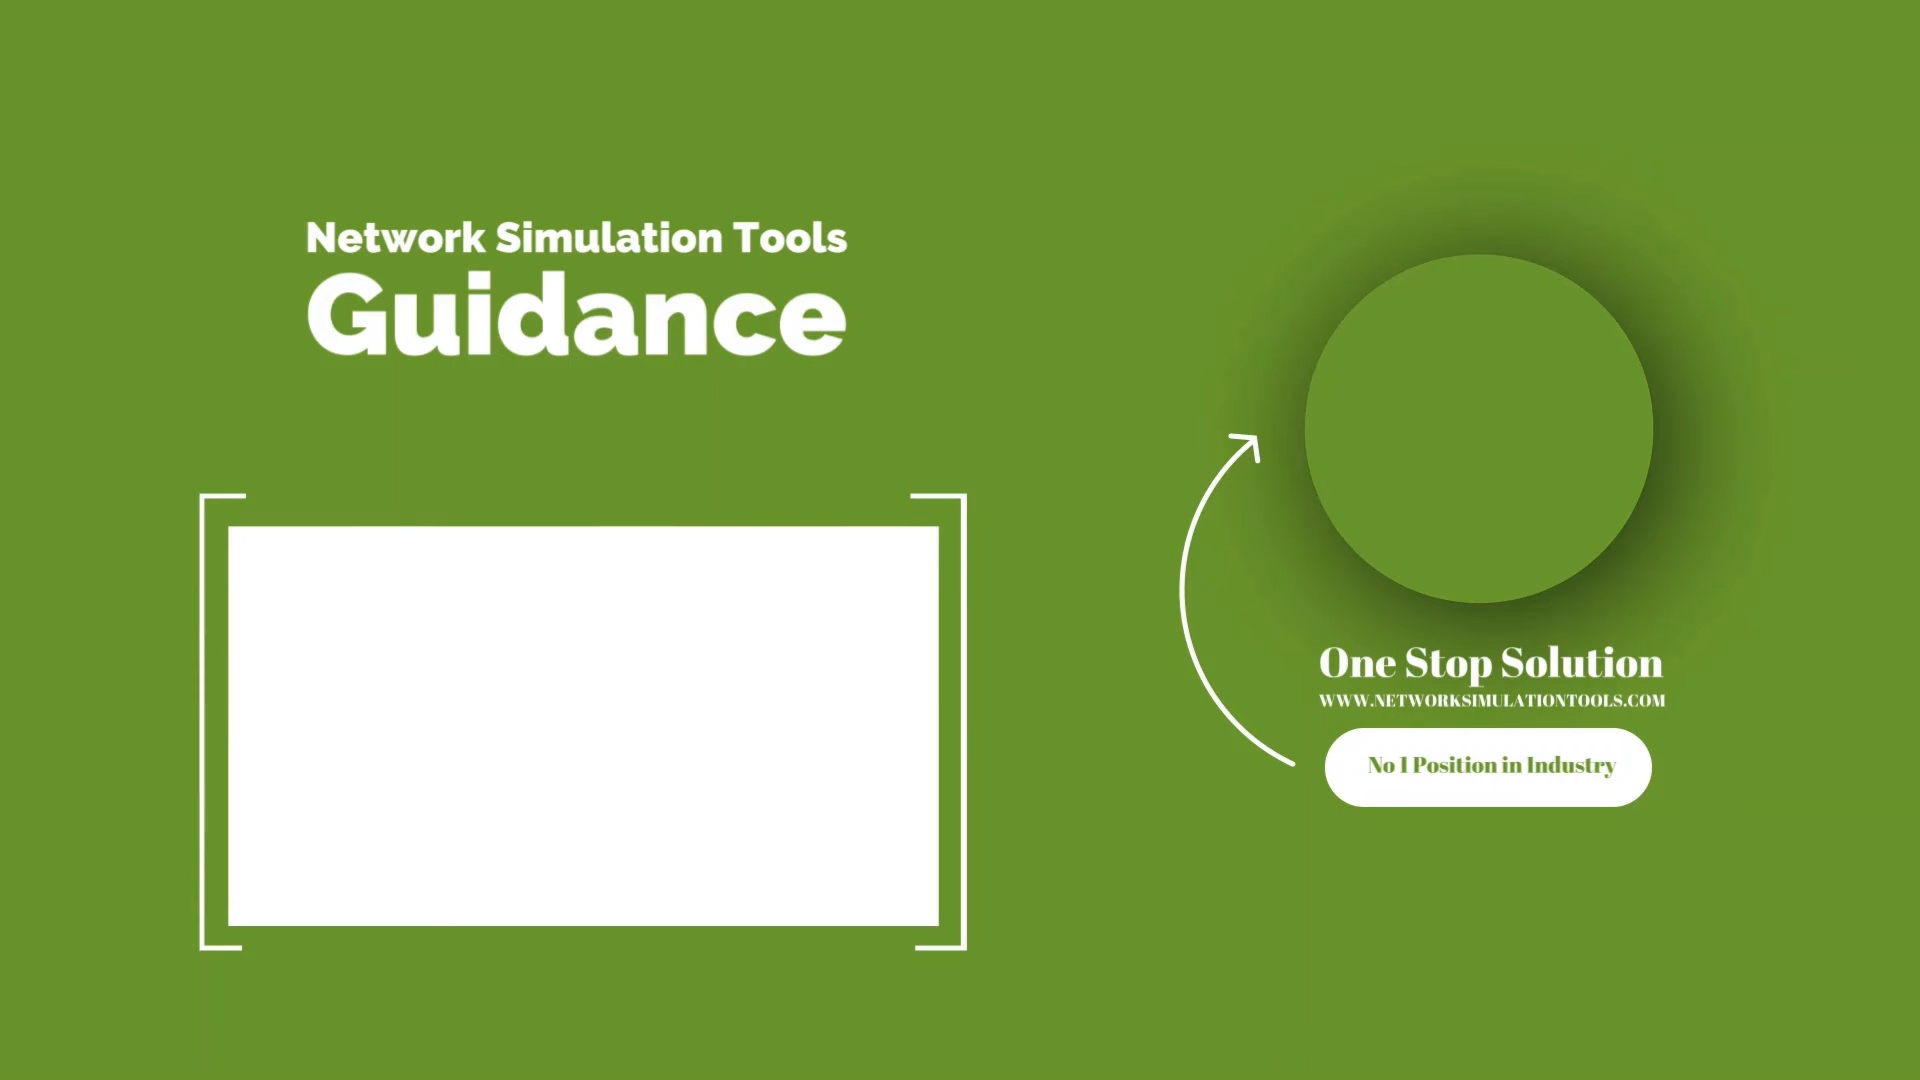 Network Simulation Tools
Guidance
One Stop Solution
WWW.NETWORKSIMULATIONTOOLS.COM
No 1 Position in Industry